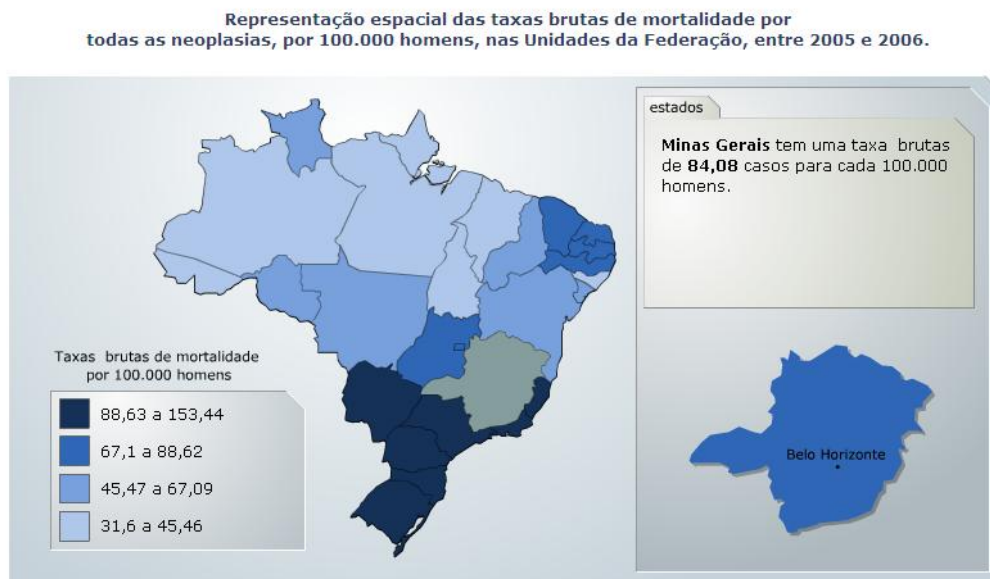 Representação espacial das taxas brutas de mortalidade por
todas as neoplasias, por 100.000 homens, nas Unidades da Federação, entre 2005 e 2006.
estados
Minas Gerais tem uma taxa brutas
de 84,08 casos para cada 100.000
homens.
Taxas brutas de mortalidade
por 100.000 homens
88,63 a 153,44
67,1 a 88,62
45,47 a 67,09
31,6 a 45,46
Belo Horizonte